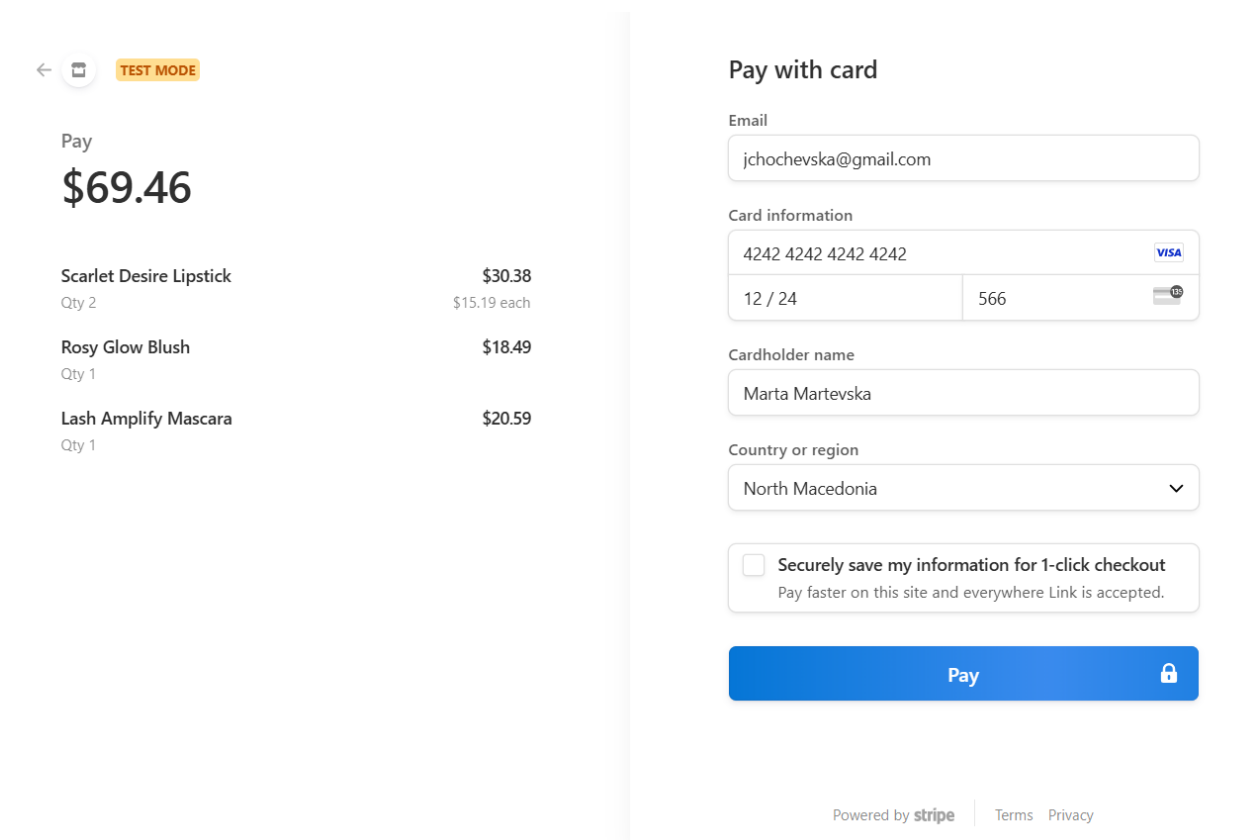 TEST MODE
Pay
$69.46
Scarlet Desire Lipstick $30.38
Qty 2 $15.19 each
Rosy Glow Blush $18.49
Qty 1
Lash Amplify Mascara $20.59
Qty 1
Pay with card
Email
jchochevska@gmail.com
Card information
4242 4242 4242 4242 VISA
12 / 24 566 135
Cardholder name
Marta Martevska
Country or region
North Macedonia
Securely save my information for 1-click checkout
Pay faster on this site and everywhere Link is accepted.
Pay
Powered by stripe Terms Privacy